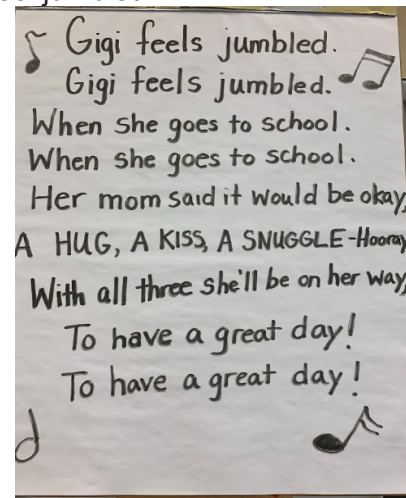 Gigi feels jumbled.
Gigi feels jumbled.
When she goes to school.
When she goes to school.
Her mom said it would be okay,
A HUG, A KISS, A SNUGGLE-Hooray
With all three she'll be on her way,
To have a great day!
To have a great day!